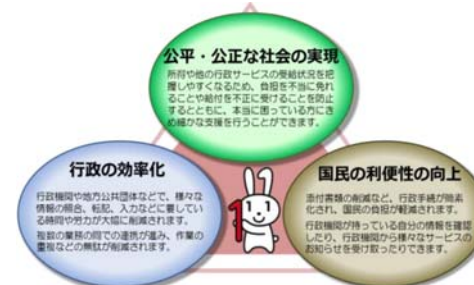 公平・公正な社会の実現
所得や他の行政サービスの受給状況を把
握しやすくなるため、負担を不当に免れ
ることや給付を不正に受けることを防止
するとともに、本当に困っている方にき
め細かな支援を行うことができます。
行政の効率化
行政機関や地方公共団体などで、様々な
情報の照合、転記、入力などに要してい
る時間や労力が大幅に削減されます。
複数の業務の間での連携が進み、作業の
重複などの無駄が削減されます。
国民の利便性の向上
添付書類の削減など、行政手続が簡素
化され、国民の負担が軽減されます。
行政機関が持っている自分の情報を確認
したり、行政機関から様々なサービスの
お知らせを受け取ったりできます。